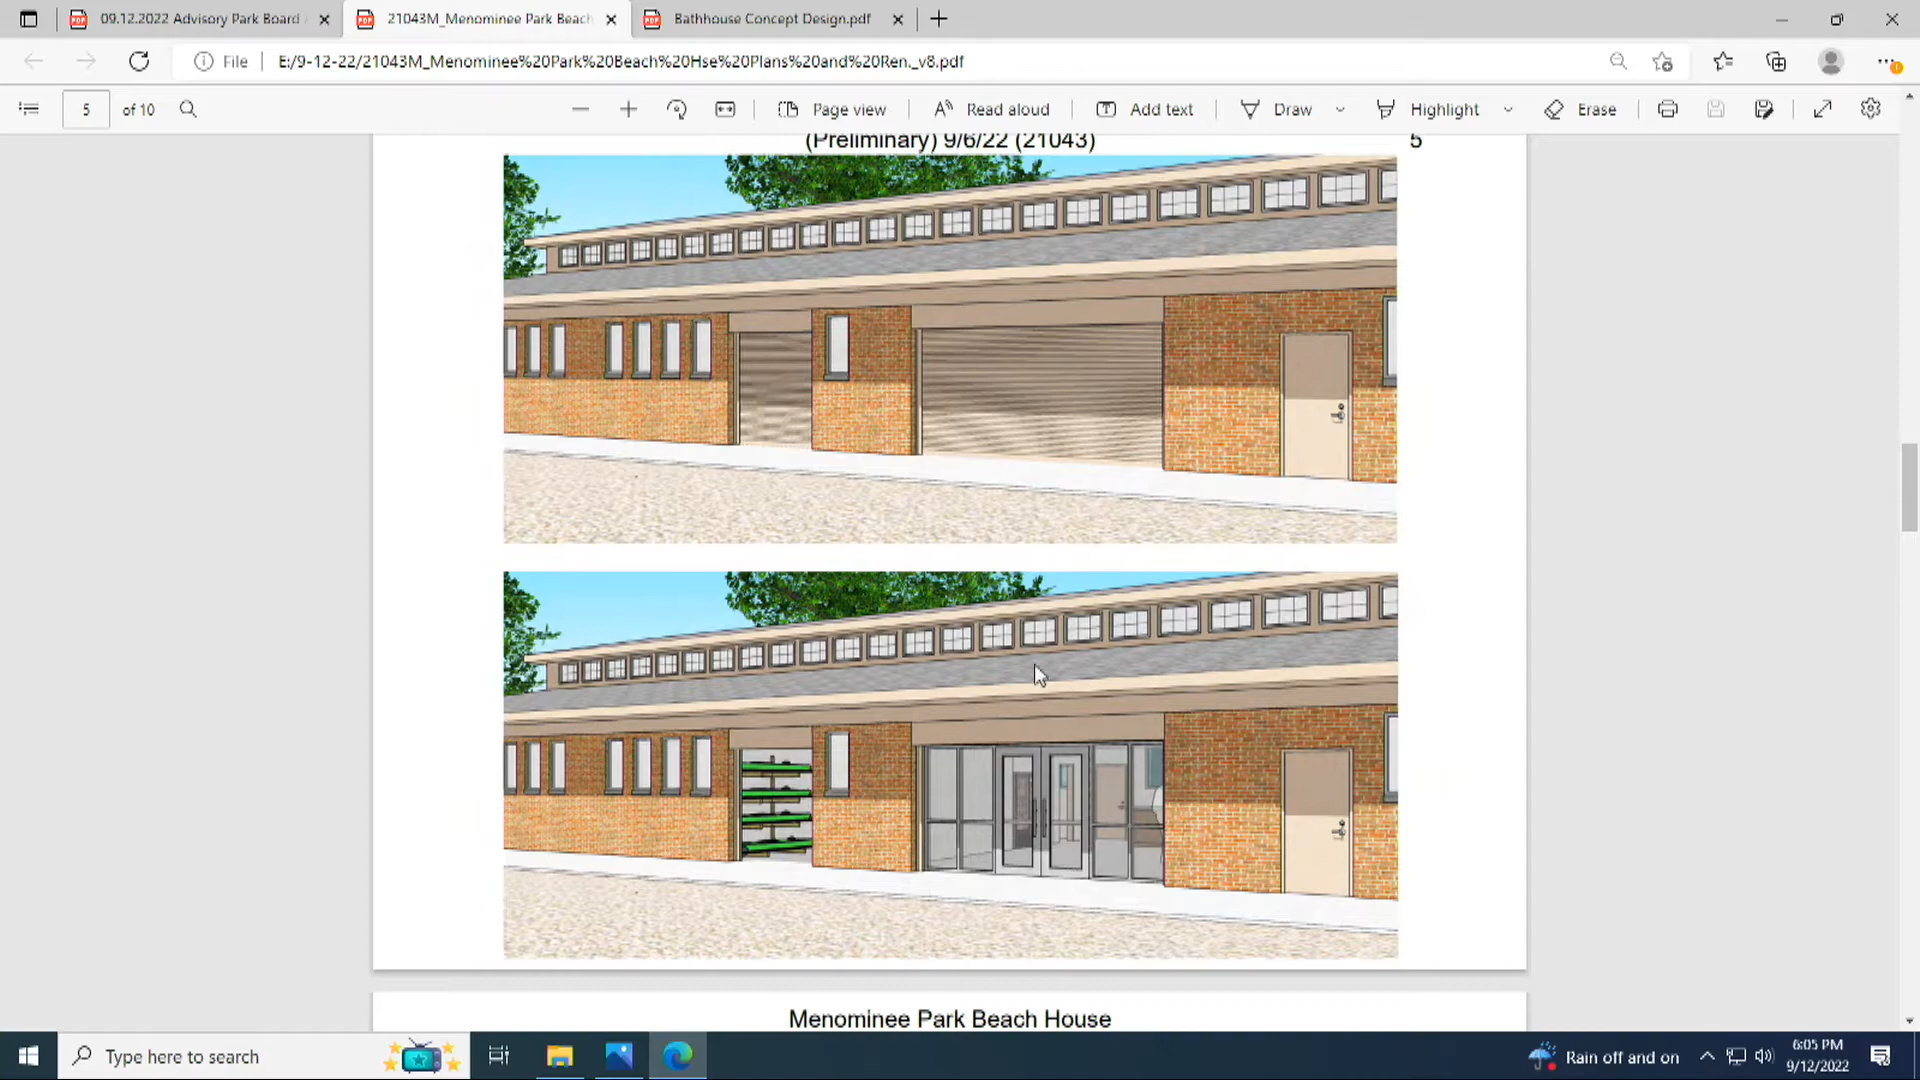 09.12.2022 Advisory Park Board
21043M_Menominee Park Beach
Bathhouse Concept Design.pdf
File
E:/9-12-22/21043M_Menominee%20Park%20Beach%20Hse%20Plans%20and%20Ren._v8.pdf
5
of 10
Page view
Read aloud
Add text
Draw
Highlight
Erase
(Preliminary) 9/6/22 (21043)
5
Menominee Park Beach House
Type here to search
Rain off and on
6:05 PM
9/12/2022